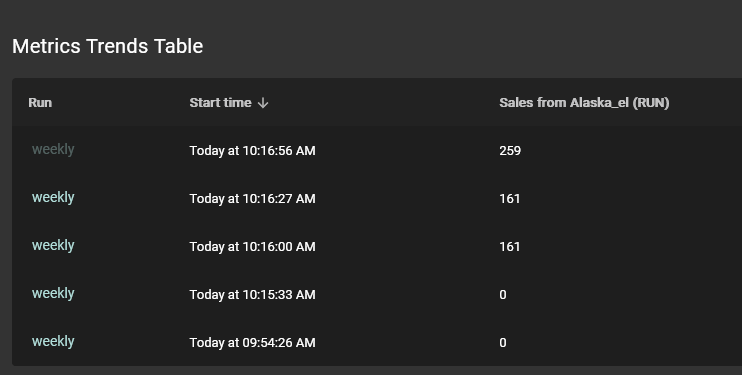 Metrics Trends Table
Run Start time ↓ Sales from Alaska_el (RUN)
weekly Today at 10:16:56 AM 259
weekly Today at 10:16:27 AM 161
weekly Today at 10:16:00 AM 161
weekly Today at 10:15:33 AM 0
weekly Today at 09:54:26 AM 0